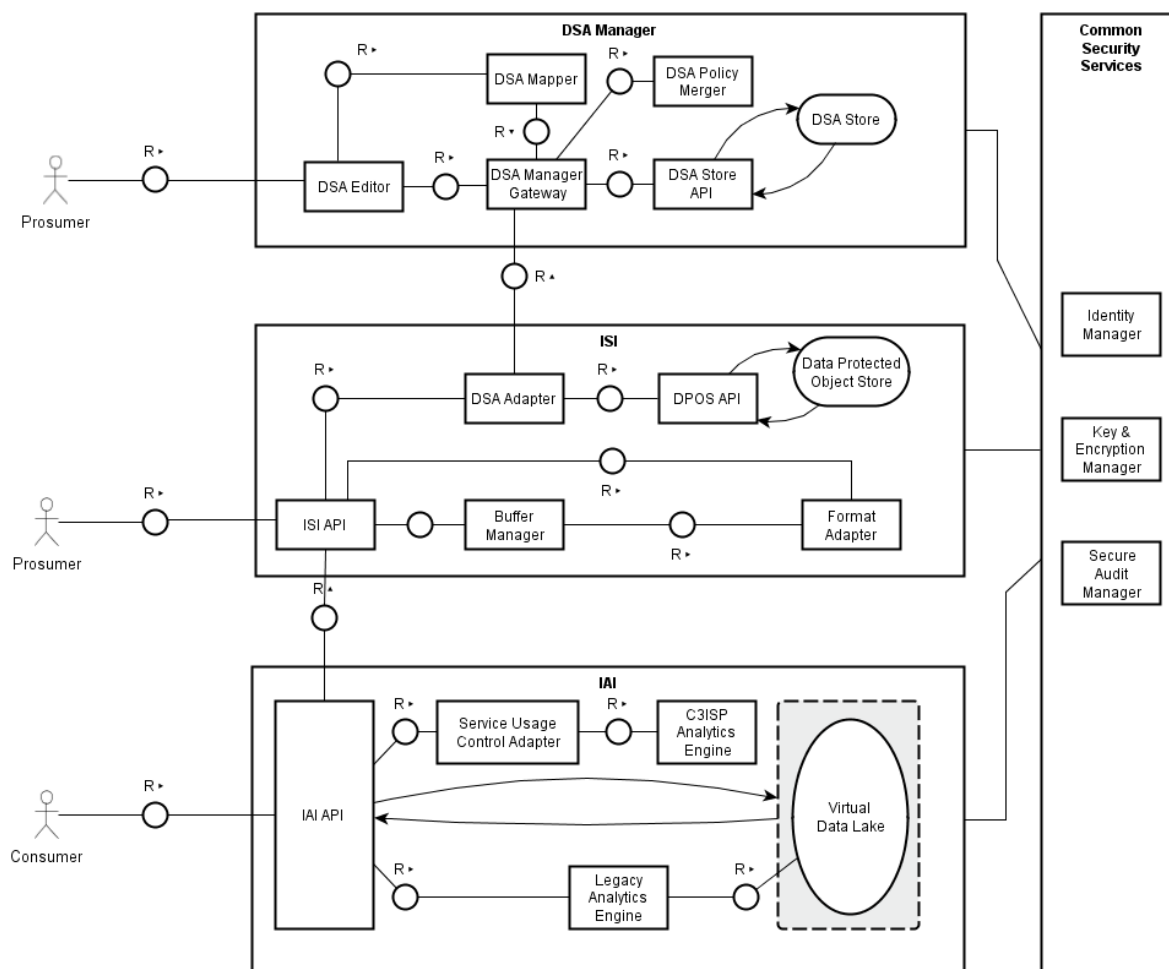 DSA Manager
Common
Security
Services
R ▸
R ▸
DSA Mapper
DSA Policy
Merger
DSA Store
R ▾
R ▸
R ▸
R ▸
Prosumer
DSA Editor
DSA Manager
Gateway
DSA Store
API
R ▴
Identity
Manager
ISI
R ▸
R ▸
Data Protected
Object Store
DSA Adapter
DPOS API
Key &
Encryption
Manager
R ▸
R ▸
Prosumer
ISI API
Buffer
Manager
Format
Adapter
R ▸
Secure
Audit
Manager
R ▴
IAI
R ▸
R ▸
Service Usage
Control Adapter
C3ISP
Analytics
Engine
R ▸
Consumer
IAI API
Virtual
Data Lake
R ▸
R ▸
Legacy
Analytics
Engine